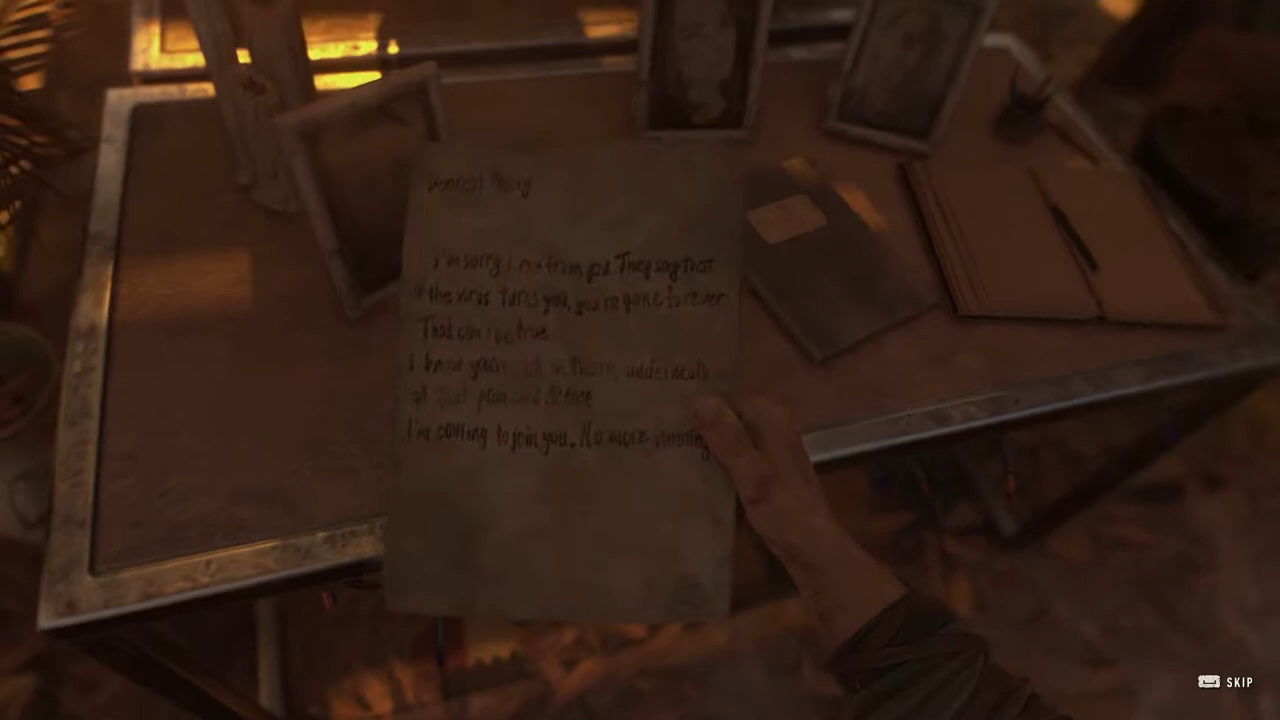 Dearest Mary
I'm sorry I ran from you. They say that
if the virus turns you, you're gone forever
That can't be true
I know you're still in there, underneath
all that pain and disease
I'm coming to join you. No more running
SKIP